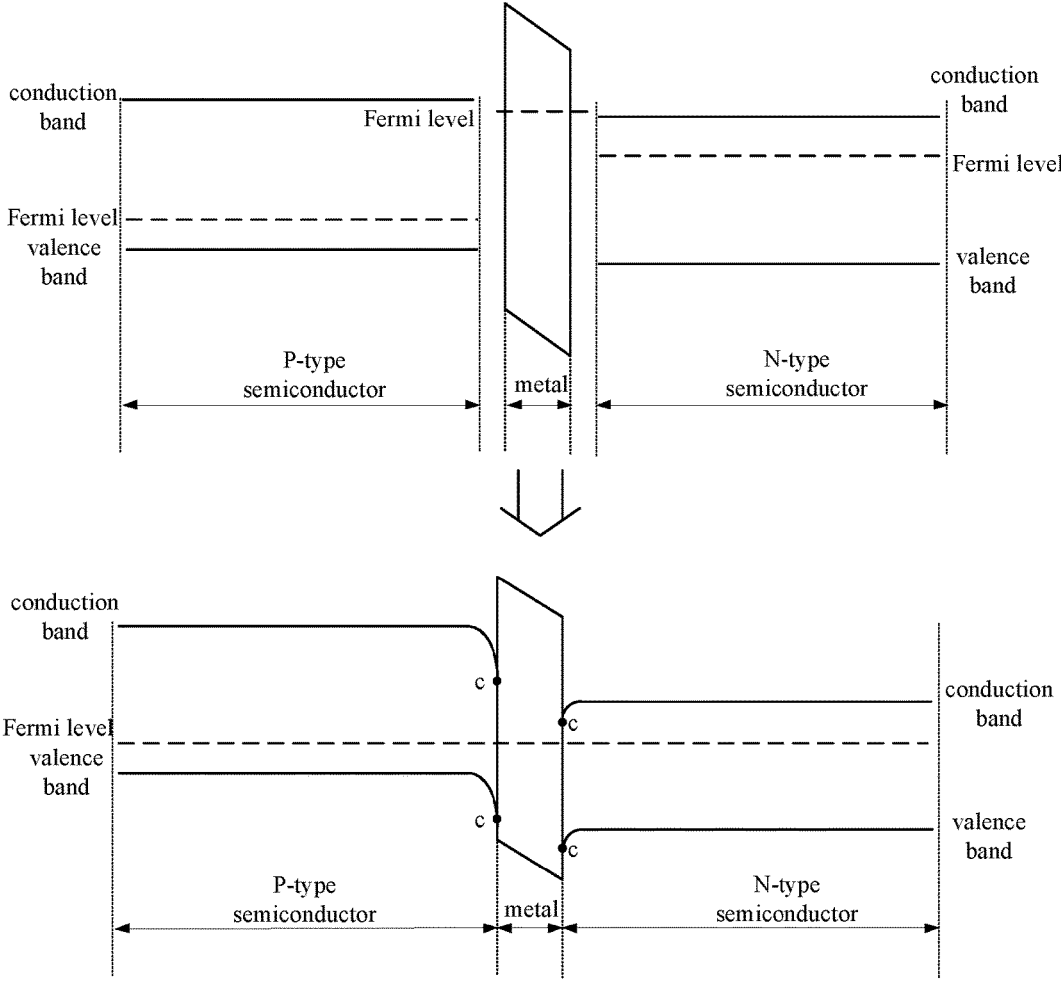 conduction
band
Fermi level
conduction
band
Fermi level
Fermi level
valence
band
valence
band
P-type
semiconductor
metal
N-type
semiconductor
conduction
band
c
c
conduction
band
Fermi level
valence
band
c
c
valence
band
P-type
semiconductor
metal
N-type
semiconductor